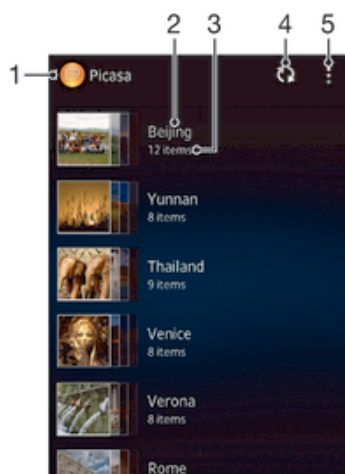 2 3 4 5
1 Picasa
Beijing
12 items
Yunnan
8 items
Thailand
9 items
Venice
8 items
Verona
8 items
Rome